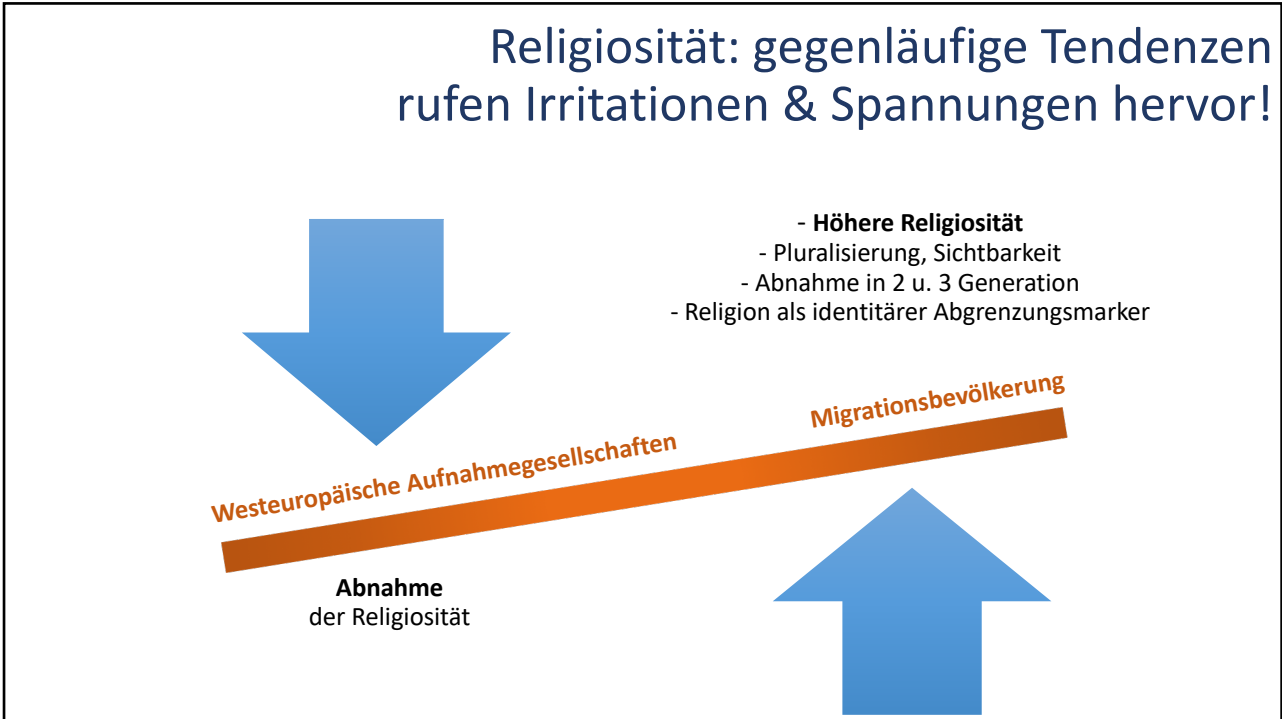 Religiosität: gegenläufige Tendenzen
rufen Irritationen & Spannungen hervor!
- Höhere Religiosität
- Pluralisierung, Sichtbarkeit
- Abnahme in 2 u. 3 Generation
- Religion als identitärer Abgrenzungsmarker
Migrationsbevölkerung
Westeuropäische Aufnahmegesellschaften
Abnahme
der Religiosität